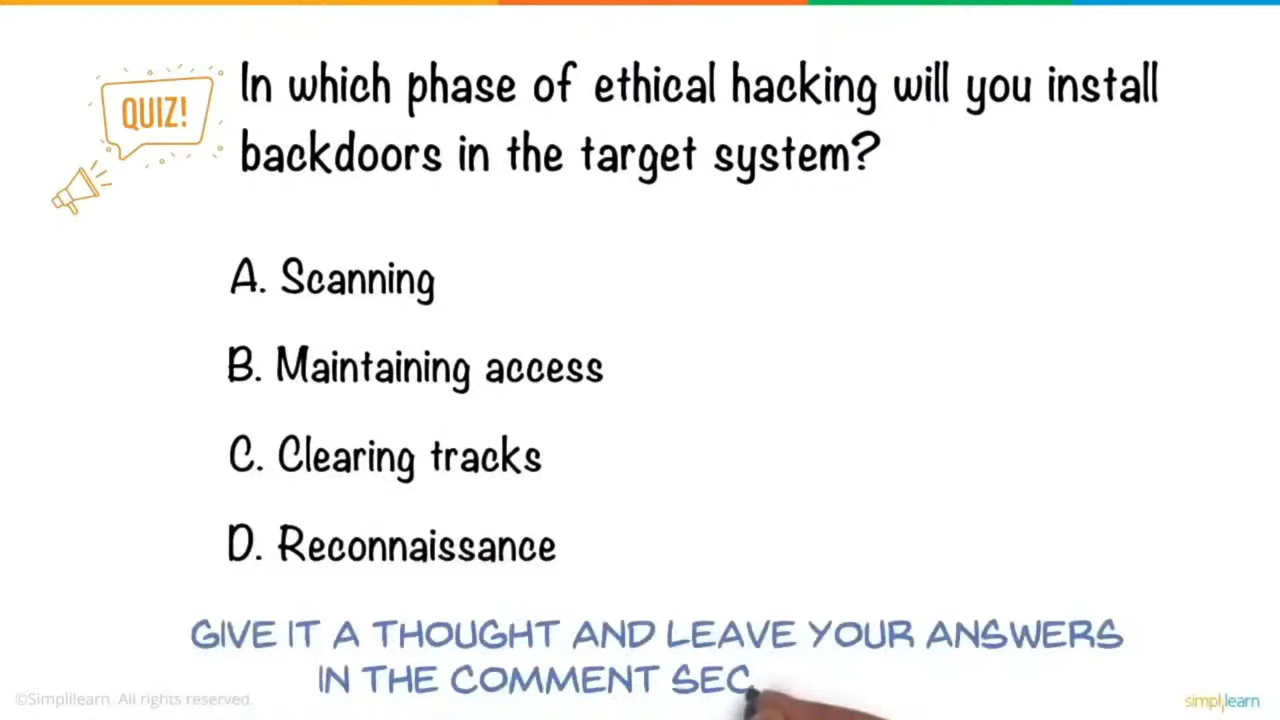 QUIZ!
In which phase of ethical hacking will you install
backdoors in the target system?
A. Scanning
B. Maintaining access
C. Clearing tracks
D. Reconnaissance
GIVE IT A THOUGHT AND LEAVE YOUR ANSWERS
IN THE COMMENT SEC
©Simplilearn. All rights reserved.
simplilearn